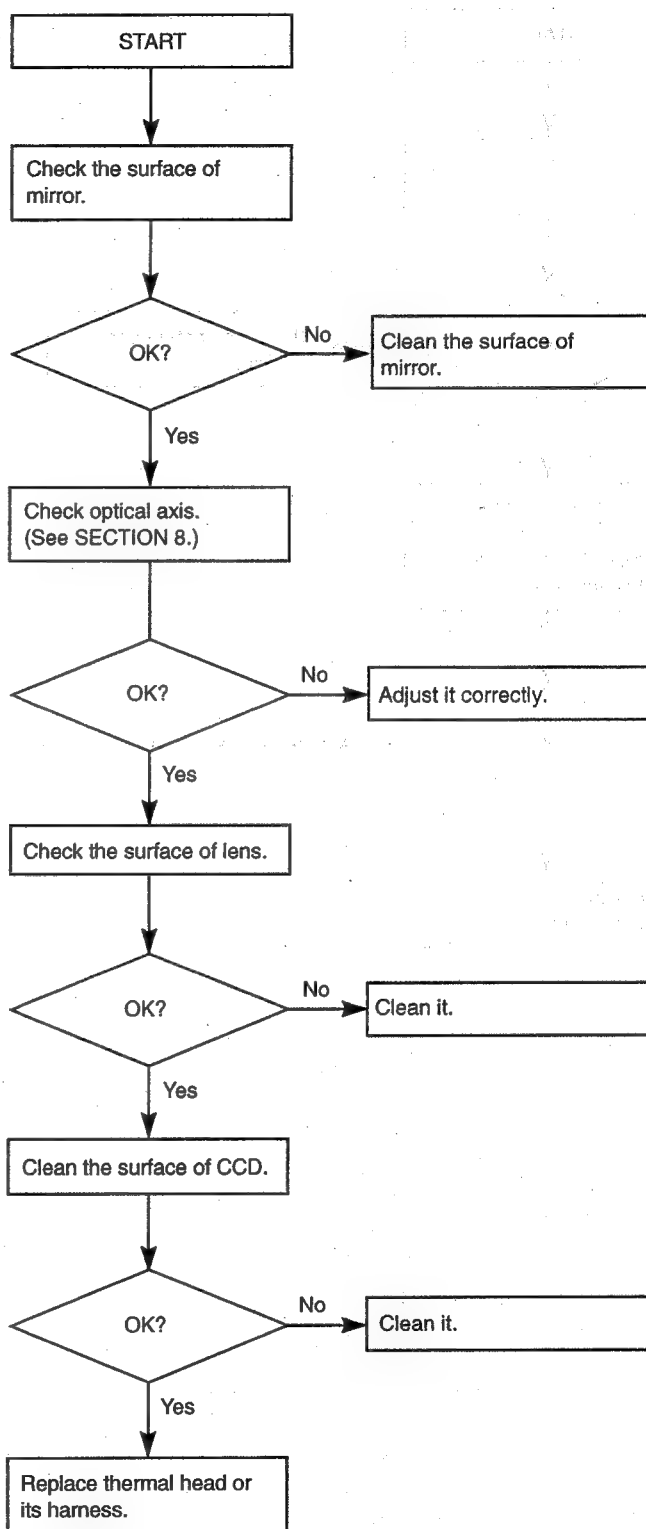 START
Check the surface of
mirror.
OK?
No
Clean the surface of
mirror.
Yes
Check optical axis.
(See SECTION 8.)
OK?
No
Adjust it correctly.
Yes
Check the surface of lens.
OK?
No
Clean it.
Yes
Clean the surface of CCD.
OK?
No
Clean it.
Yes
Replace thermal head or
its harness.